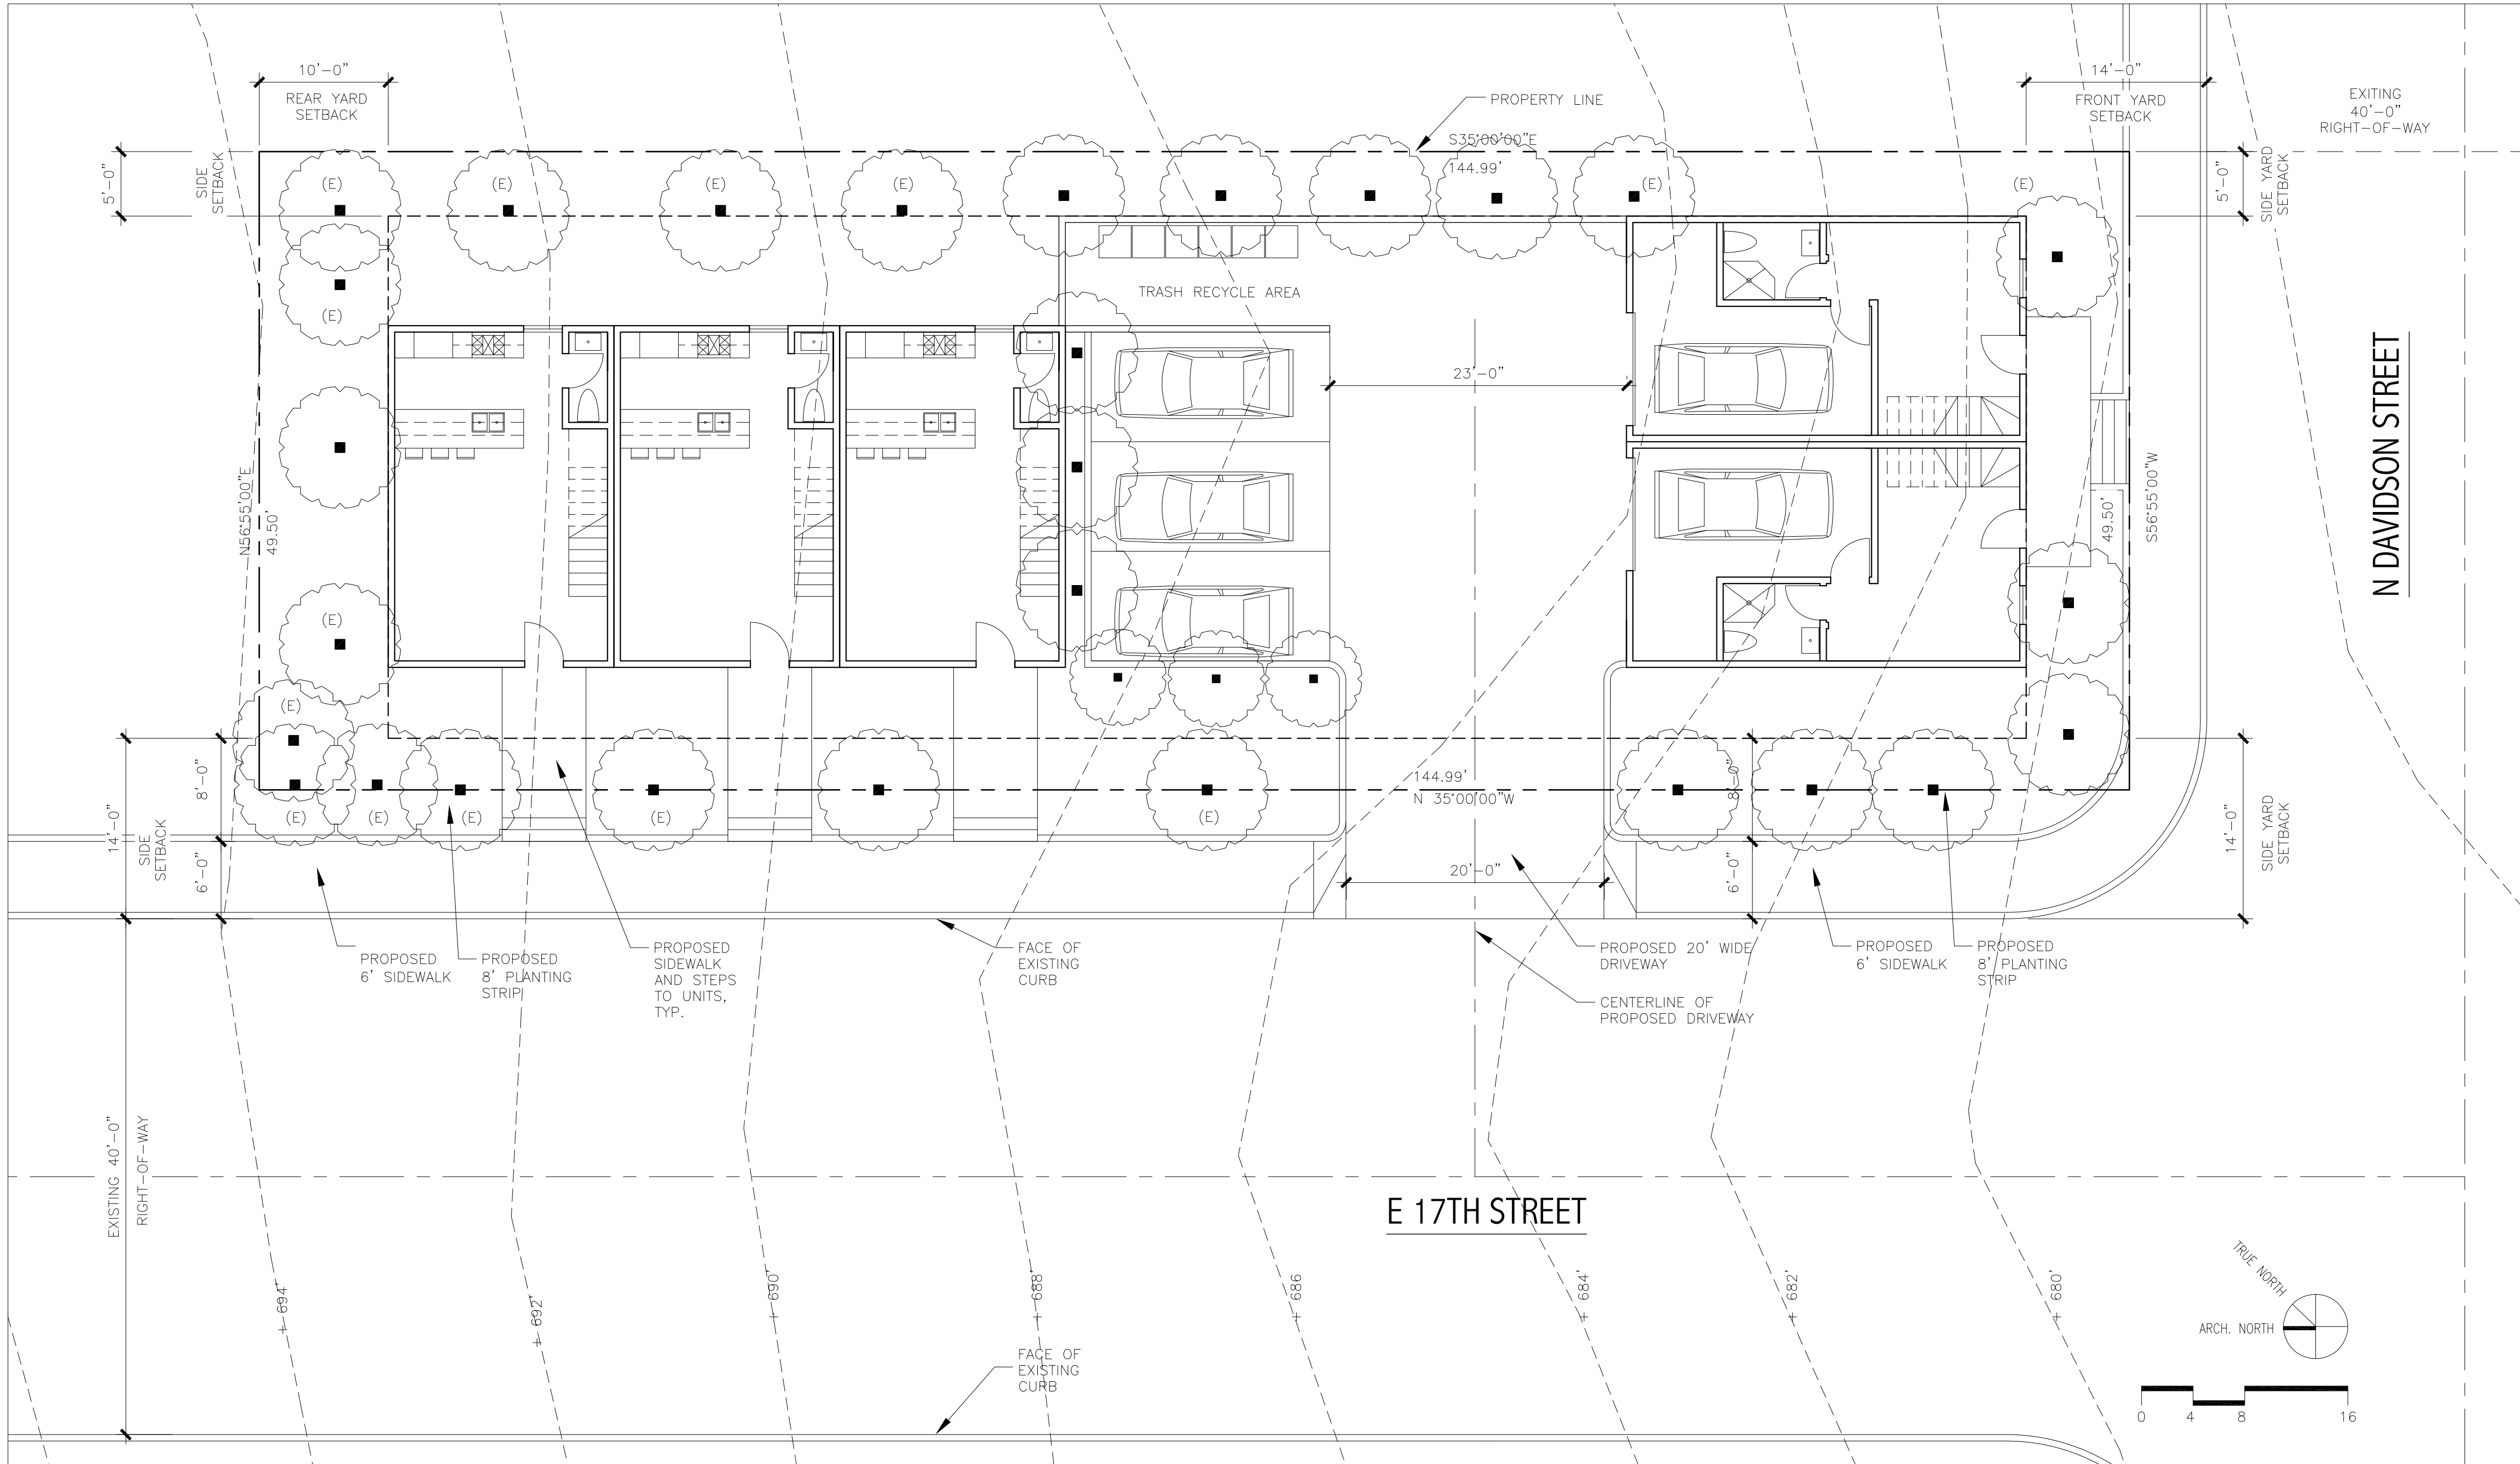 10'-0"
REAR YARD
SETBACK
14'-0"
FRONT YARD
SETBACK
EXITING
40'-0"
RIGHT-OF-WAY
PROPERTY LINE
S35°00'00"E
144.99'
5'-0"
SIDE
SETBACK
(E)
(E)
(E)
(E)
(E)
(E)
5'-0"
SIDE YARD
SETBACK
(E)
TRASH RECYCLE AREA
23'-0"
N DAVIDSON STREET
N56°55'00"E
49.50'
49.50'
S56°55'00"W
(E)
(E)
144.99'
N 35°00'00"W
8'-0"
8'-0"
(E)
(E)
(E)
(E)
(E)
14'-0"
SIDE
SETBACK
6'-0"
20'-0"
6'-0"
14'-0"
SIDE YARD
SETBACK
PROPOSED
6' SIDEWALK
PROPOSED
8' PLANTING
STRIP
PROPOSED
SIDEWALK
AND STEPS
TO UNITS,
TYP.
FACE OF
EXISTING
CURB
PROPOSED 20' WIDE
DRIVEWAY
CENTERLINE OF
PROPOSED DRIVEWAY
PROPOSED
6' SIDEWALK
PROPOSED
8' PLANTING
STRIP
EXISTING 40'-0"
RIGHT-OF-WAY
E 17TH STREET
+ 694'
+ 692'
+ 690'
+ 688'
+ 686
+ 684'
+ 682'
+ 680'
TRUE NORTH
ARCH. NORTH
FACE OF
EXISTING
CURB
0 4 8 16